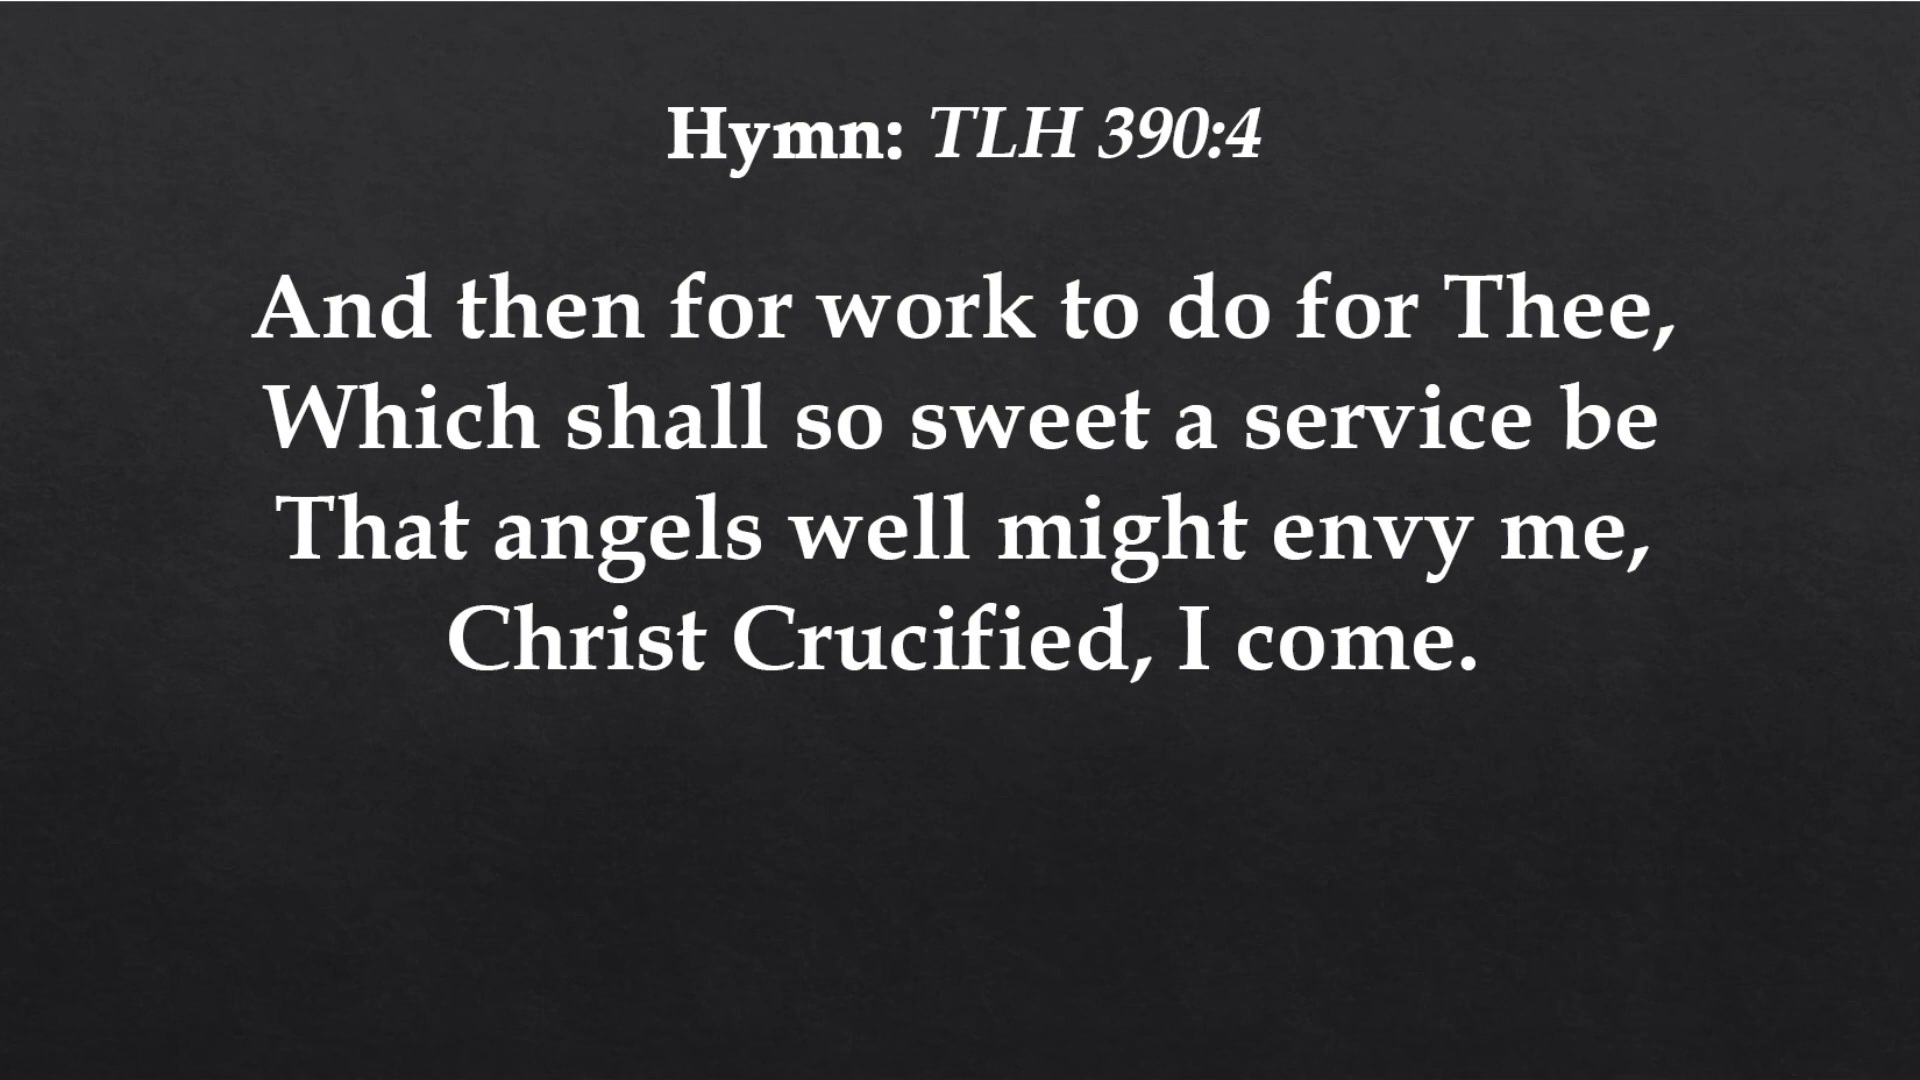 Hymn: TLH 390:4
And then for work to do for Thee,
Which shall so sweet a service be
That angels well might envy me,
Christ Crucified, I come.